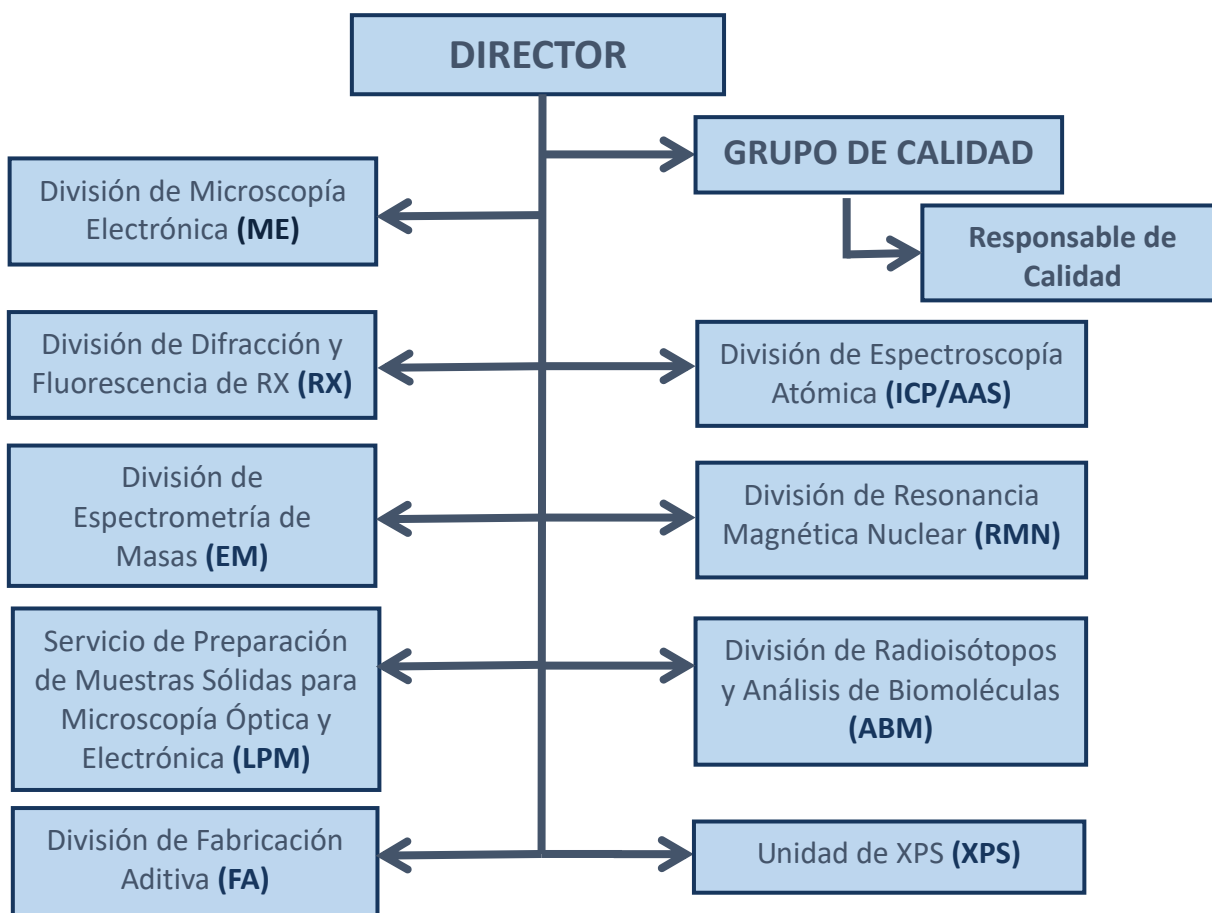 DIRECTOR
GRUPO DE CALIDAD
División de Microscopía
Electrónica (ME)
Responsable de
Calidad
División de Difracción y
Fluorescencia de RX (RX)
División de Espectroscopía
Atómica (ICP/AAS)
División de
Espectrometría de
Masas (EM)
División de Resonancia
Magnética Nuclear (RMN)
Servicio de Preparación
de Muestras Sólidas para
Microscopía Óptica y
Electrónica (LPM)
División de Radioisótopos
y Análisis de Biomoléculas
(ABM)
División de Fabricación
Aditiva (FA)
Unidad de XPS (XPS)